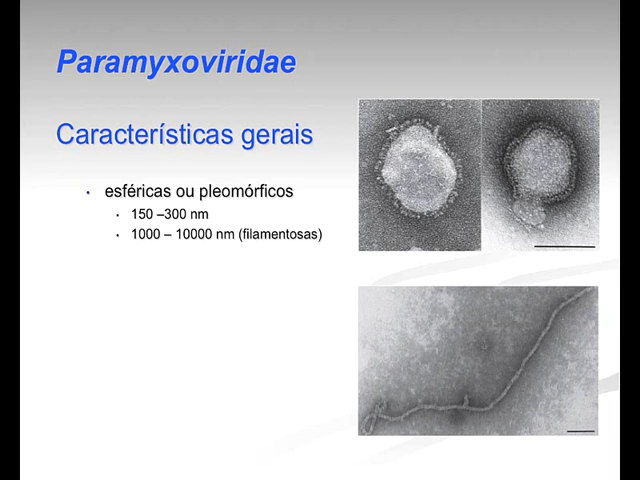 Paramyxoviridae
Características gerais
• esféricas ou pleomórficos
• 150 –300 nm
• 1000 – 10000 nm (filamentosas)